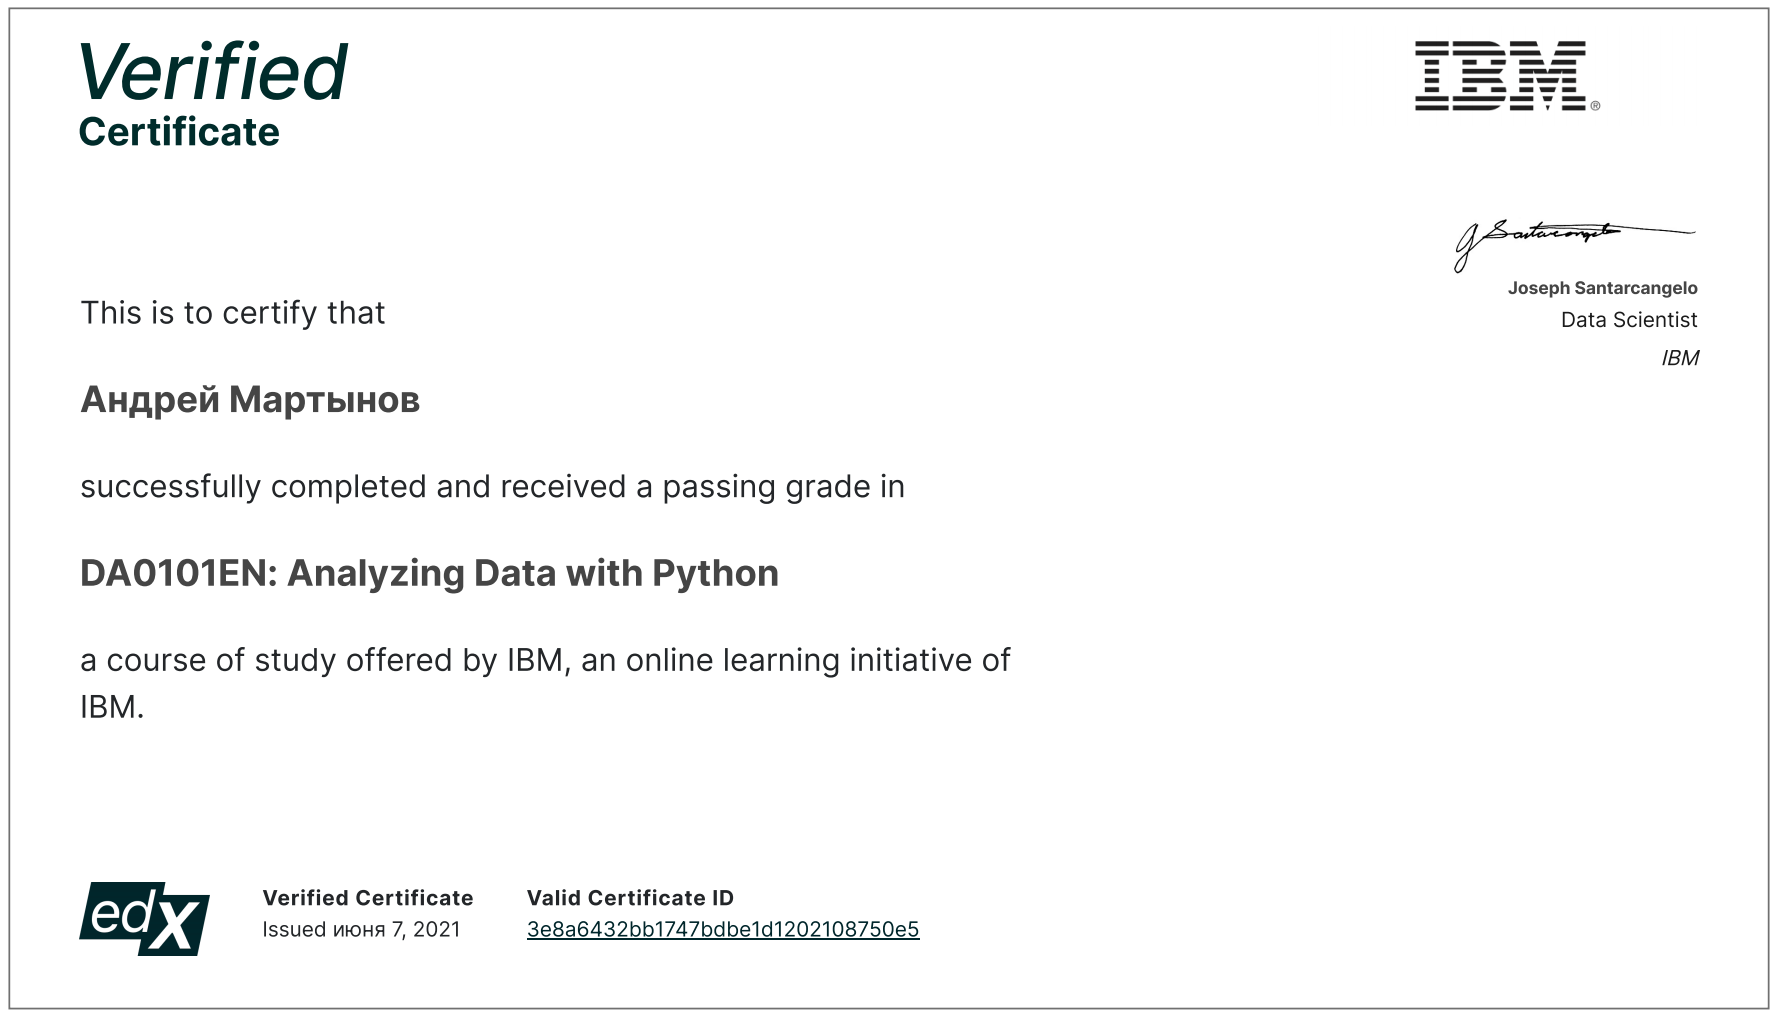 Verified
Certificate
IBM®
J Santarcangelo
Joseph Santarcangelo
Data Scientist
IBM
This is to certify that
Андрей Мартынов
successfully completed and received a passing grade in
DA0101EN: Analyzing Data with Python
a course of study offered by IBM, an online learning initiative of
IBM.
edX
Verified Certificate
Issued июня 7, 2021
Valid Certificate ID
3e8a6432bb1747bdbe1d1202108750e5